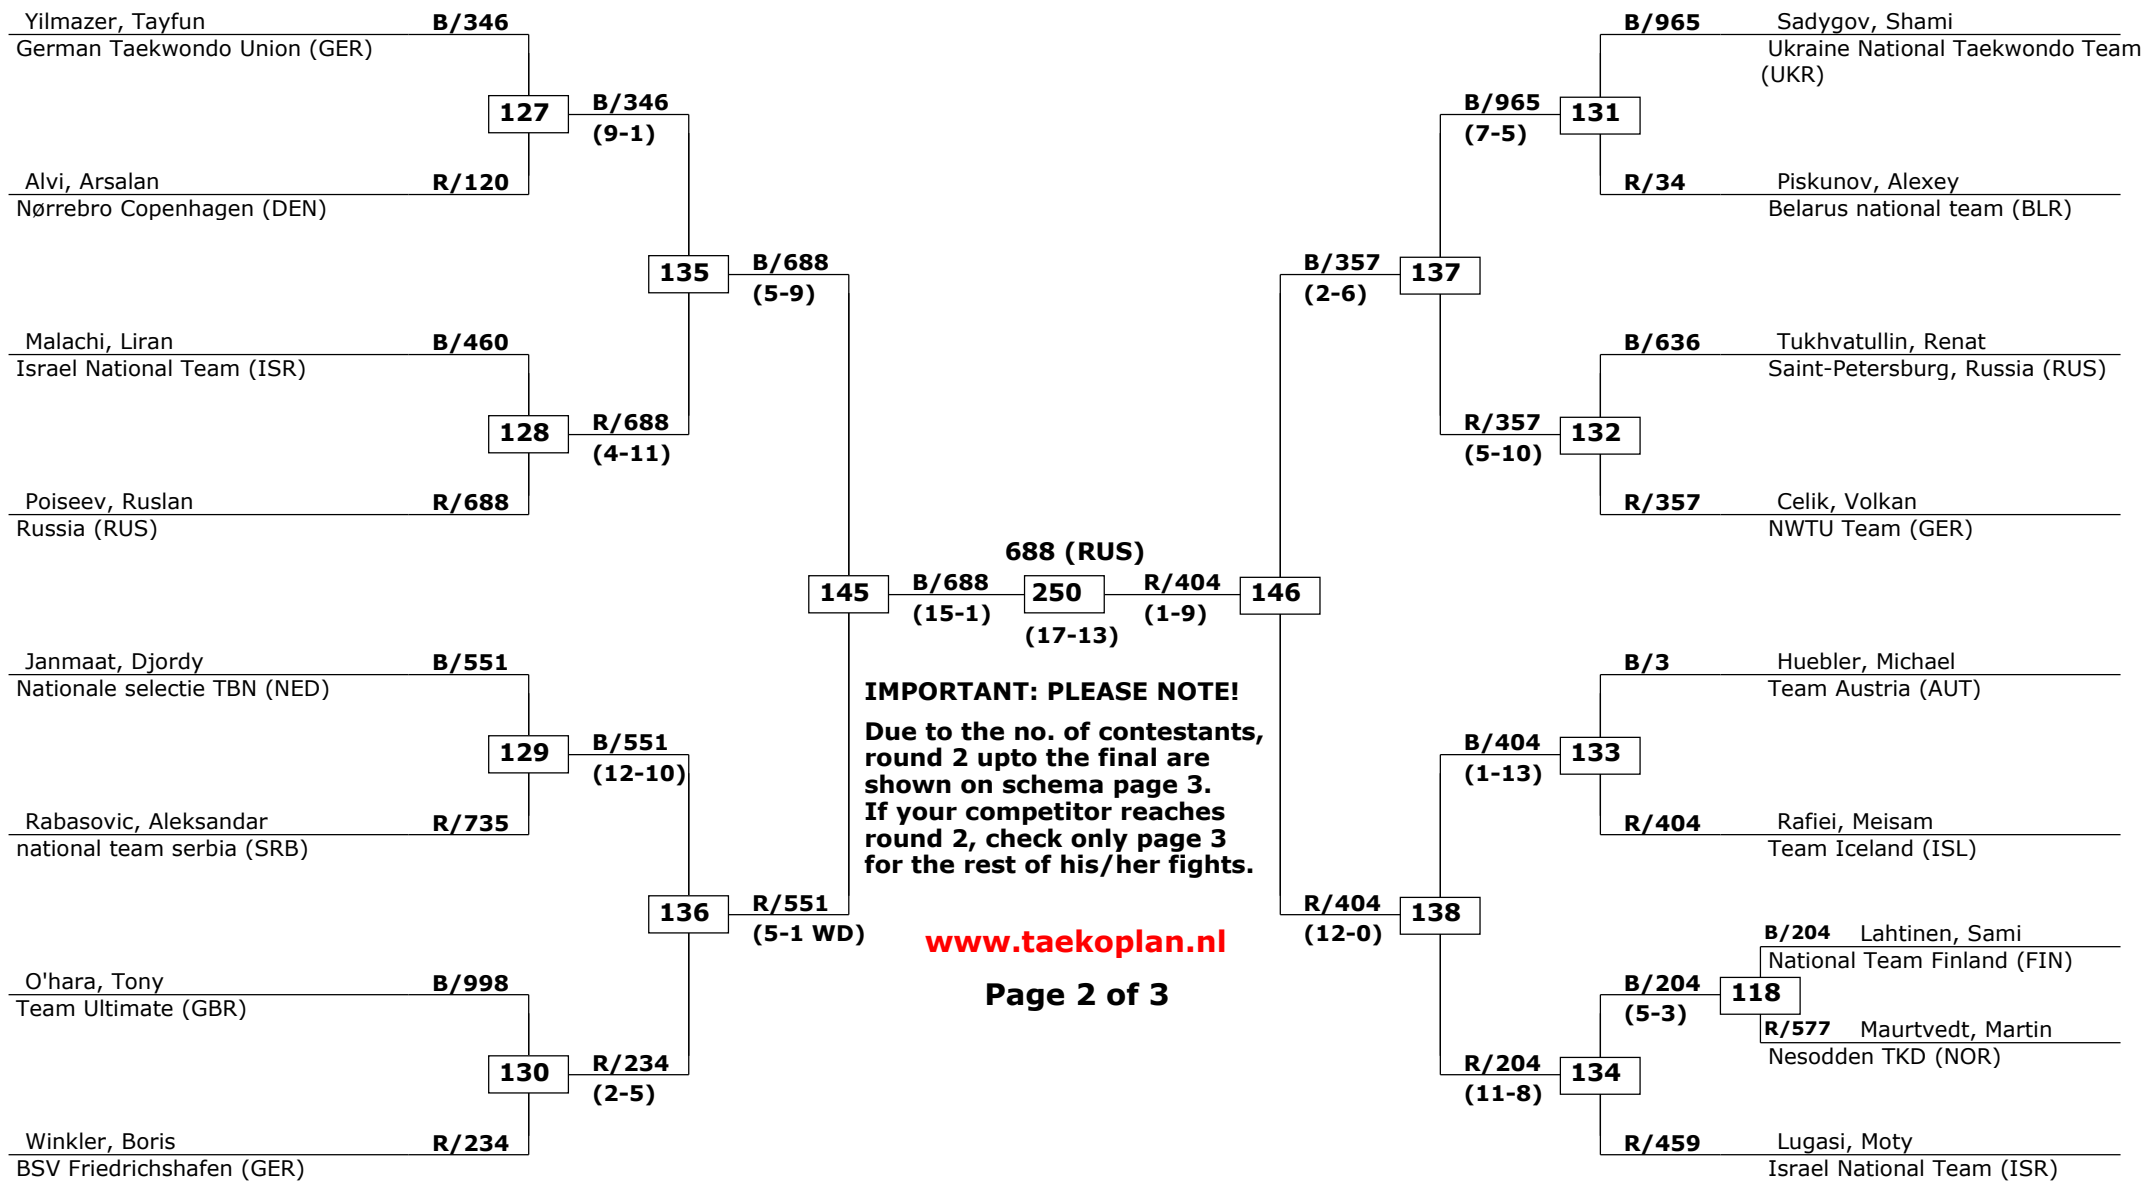 Yilmazer, Tayfun
B/346
German Taekwondo Union (GER)
127
B/346
(9-1)
Alvi, Arsalan
R/120
Nørrebro Copenhagen (DEN)
135
B/688
(5-9)
Malachi, Liran
B/460
Israel National Team (ISR)
128
R/688
(4-11)
Poiseev, Ruslan
R/688
Russia (RUS)
145
B/688
(15-1)
Janmaat, Djordy
B/551
Nationale selectie TBN (NED)
129
B/551
(12-10)
Rabasovic, Aleksandar
R/735
national team serbia (SRB)
136
R/551
(5-1 WD)
O'hara, Tony
B/998
Team Ultimate (GBR)
130
R/234
(2-5)
Winkler, Boris
R/234
BSV Friedrichshafen (GER)
688 (RUS)
250
(17-13)
IMPORTANT: PLEASE NOTE!
Due to the no. of contestants,
round 2 upto the final are
shown on schema page 3.
If your competitor reaches
round 2, check only page 3
for the rest of his/her fights.
www.taekoplan.nl
Page 2 of 3
R/404
(1-9)
146
B/965
Sadygov, Shami
Ukraine National Taekwondo Team
(UKR)
B/965
(7-5)
131
R/34
Piskunov, Alexey
Belarus national team (BLR)
B/357
(2-6)
137
B/636
Tukhvatullin, Renat
Saint-Petersburg, Russia (RUS)
R/357
(5-10)
132
R/357
Celik, Volkan
NWTU Team (GER)
B/3
Huebler, Michael
Team Austria (AUT)
B/404
(1-13)
133
R/404
Rafiei, Meisam
Team Iceland (ISL)
R/404
(12-0)
138
B/204
Lahtinen, Sami
National Team Finland (FIN)
B/204
(5-3)
118
R/577
Maurtvedt, Martin
Nesodden TKD (NOR)
R/204
(11-8)
134
R/459
Lugasi, Moty
Israel National Team (ISR)